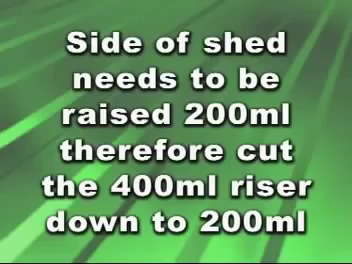 Side of shed
needs to be
raised 200ml
therefore cut
the 400ml riser
down to 200ml